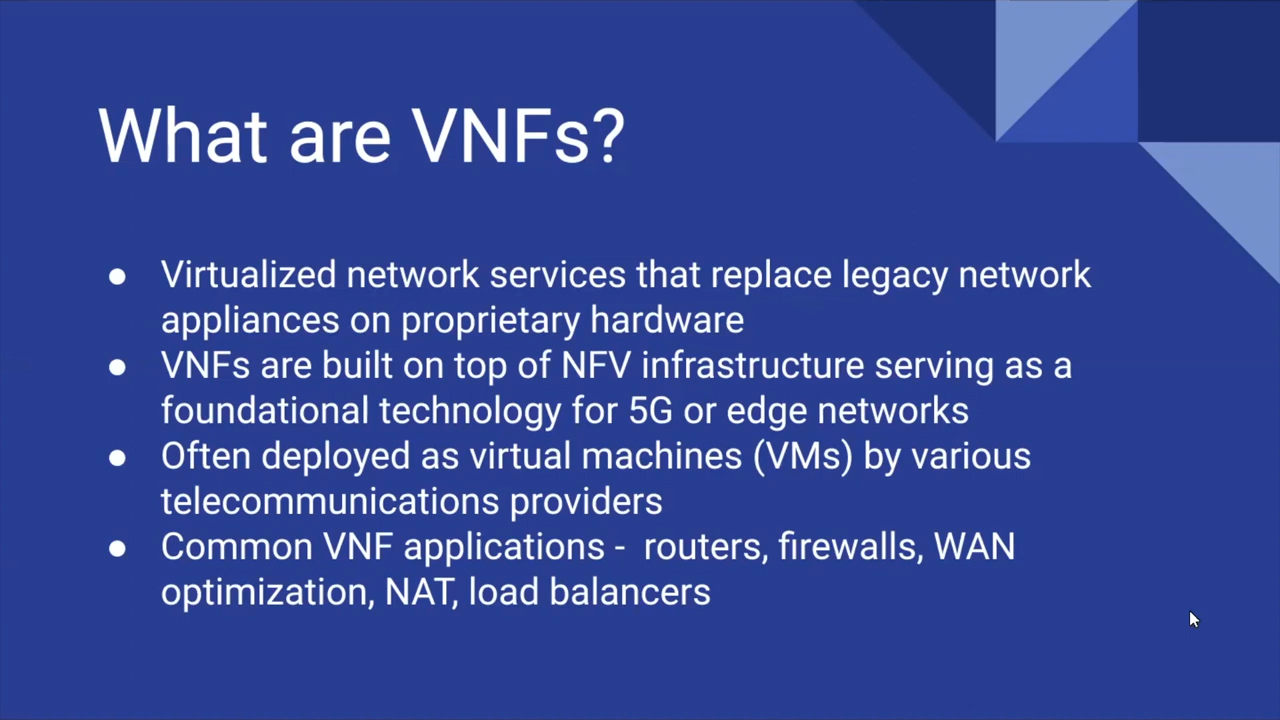 What are VNFs?
● Virtualized network services that replace legacy network
appliances on proprietary hardware
● VNFs are built on top of NFV infrastructure serving as a
foundational technology for 5G or edge networks
● Often deployed as virtual machines (VMs) by various
telecommunications providers
● Common VNF applications -  routers, firewalls, WAN
optimization, NAT, load balancers